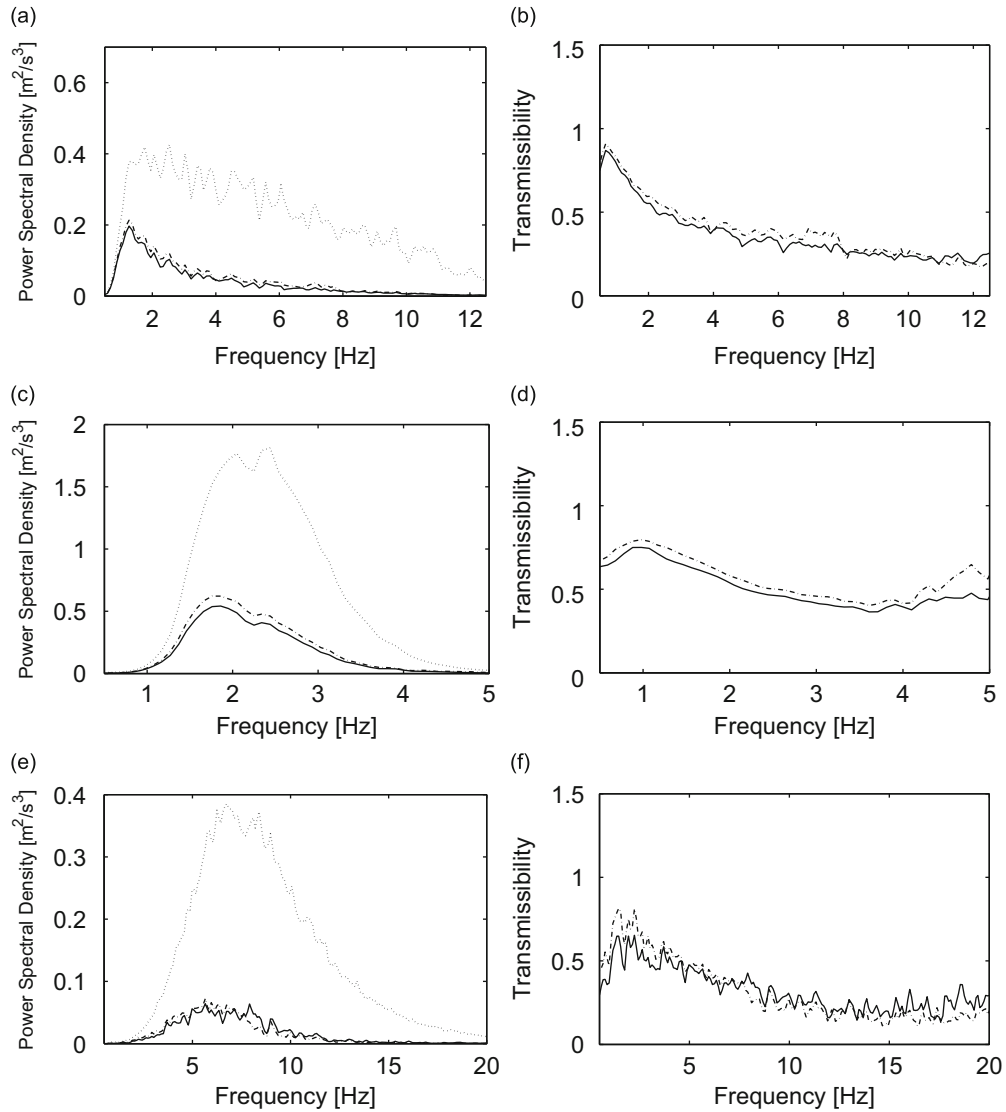 (a)
Power Spectral Density [m²/s³]
0.6
0.4
0.2
0
2 4 6 8 10 12
Frequency [Hz]
(b)
Transmissibility
1.5
1
0.5
0
2 4 6 8 10 12
Frequency [Hz]
(c)
Power Spectral Density [m²/s³]
2
1.5
1
0.5
0
1 2 3 4 5
Frequency [Hz]
(d)
Transmissibility
1.5
1
0.5
0
1 2 3 4 5
Frequency [Hz]
(e)
Power Spectral Density [m²/s³]
0.4
0.3
0.2
0.1
0
5 10 15 20
Frequency [Hz]
(f)
Transmissibility
1.5
1
0.5
0
5 10 15 20
Frequency [Hz]